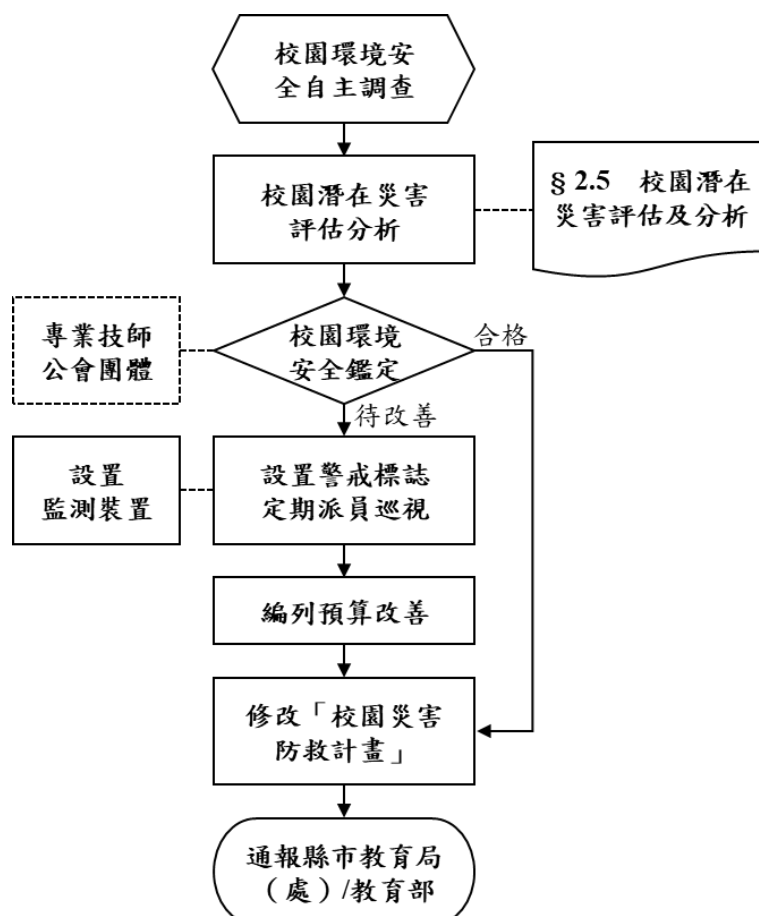 校園環境安
全自主調查
校園潛在災害
評估分析
§ 2.5 校園潛在
災害評估及分析
專業技師
公會團體
校園環境
安全鑑定
合格
待改善
設置
監測裝置
設置警戒標誌
定期派員巡視
編列預算改善
修改「校園災害
防救計畫」
通報縣市教育局
（處）/教育部